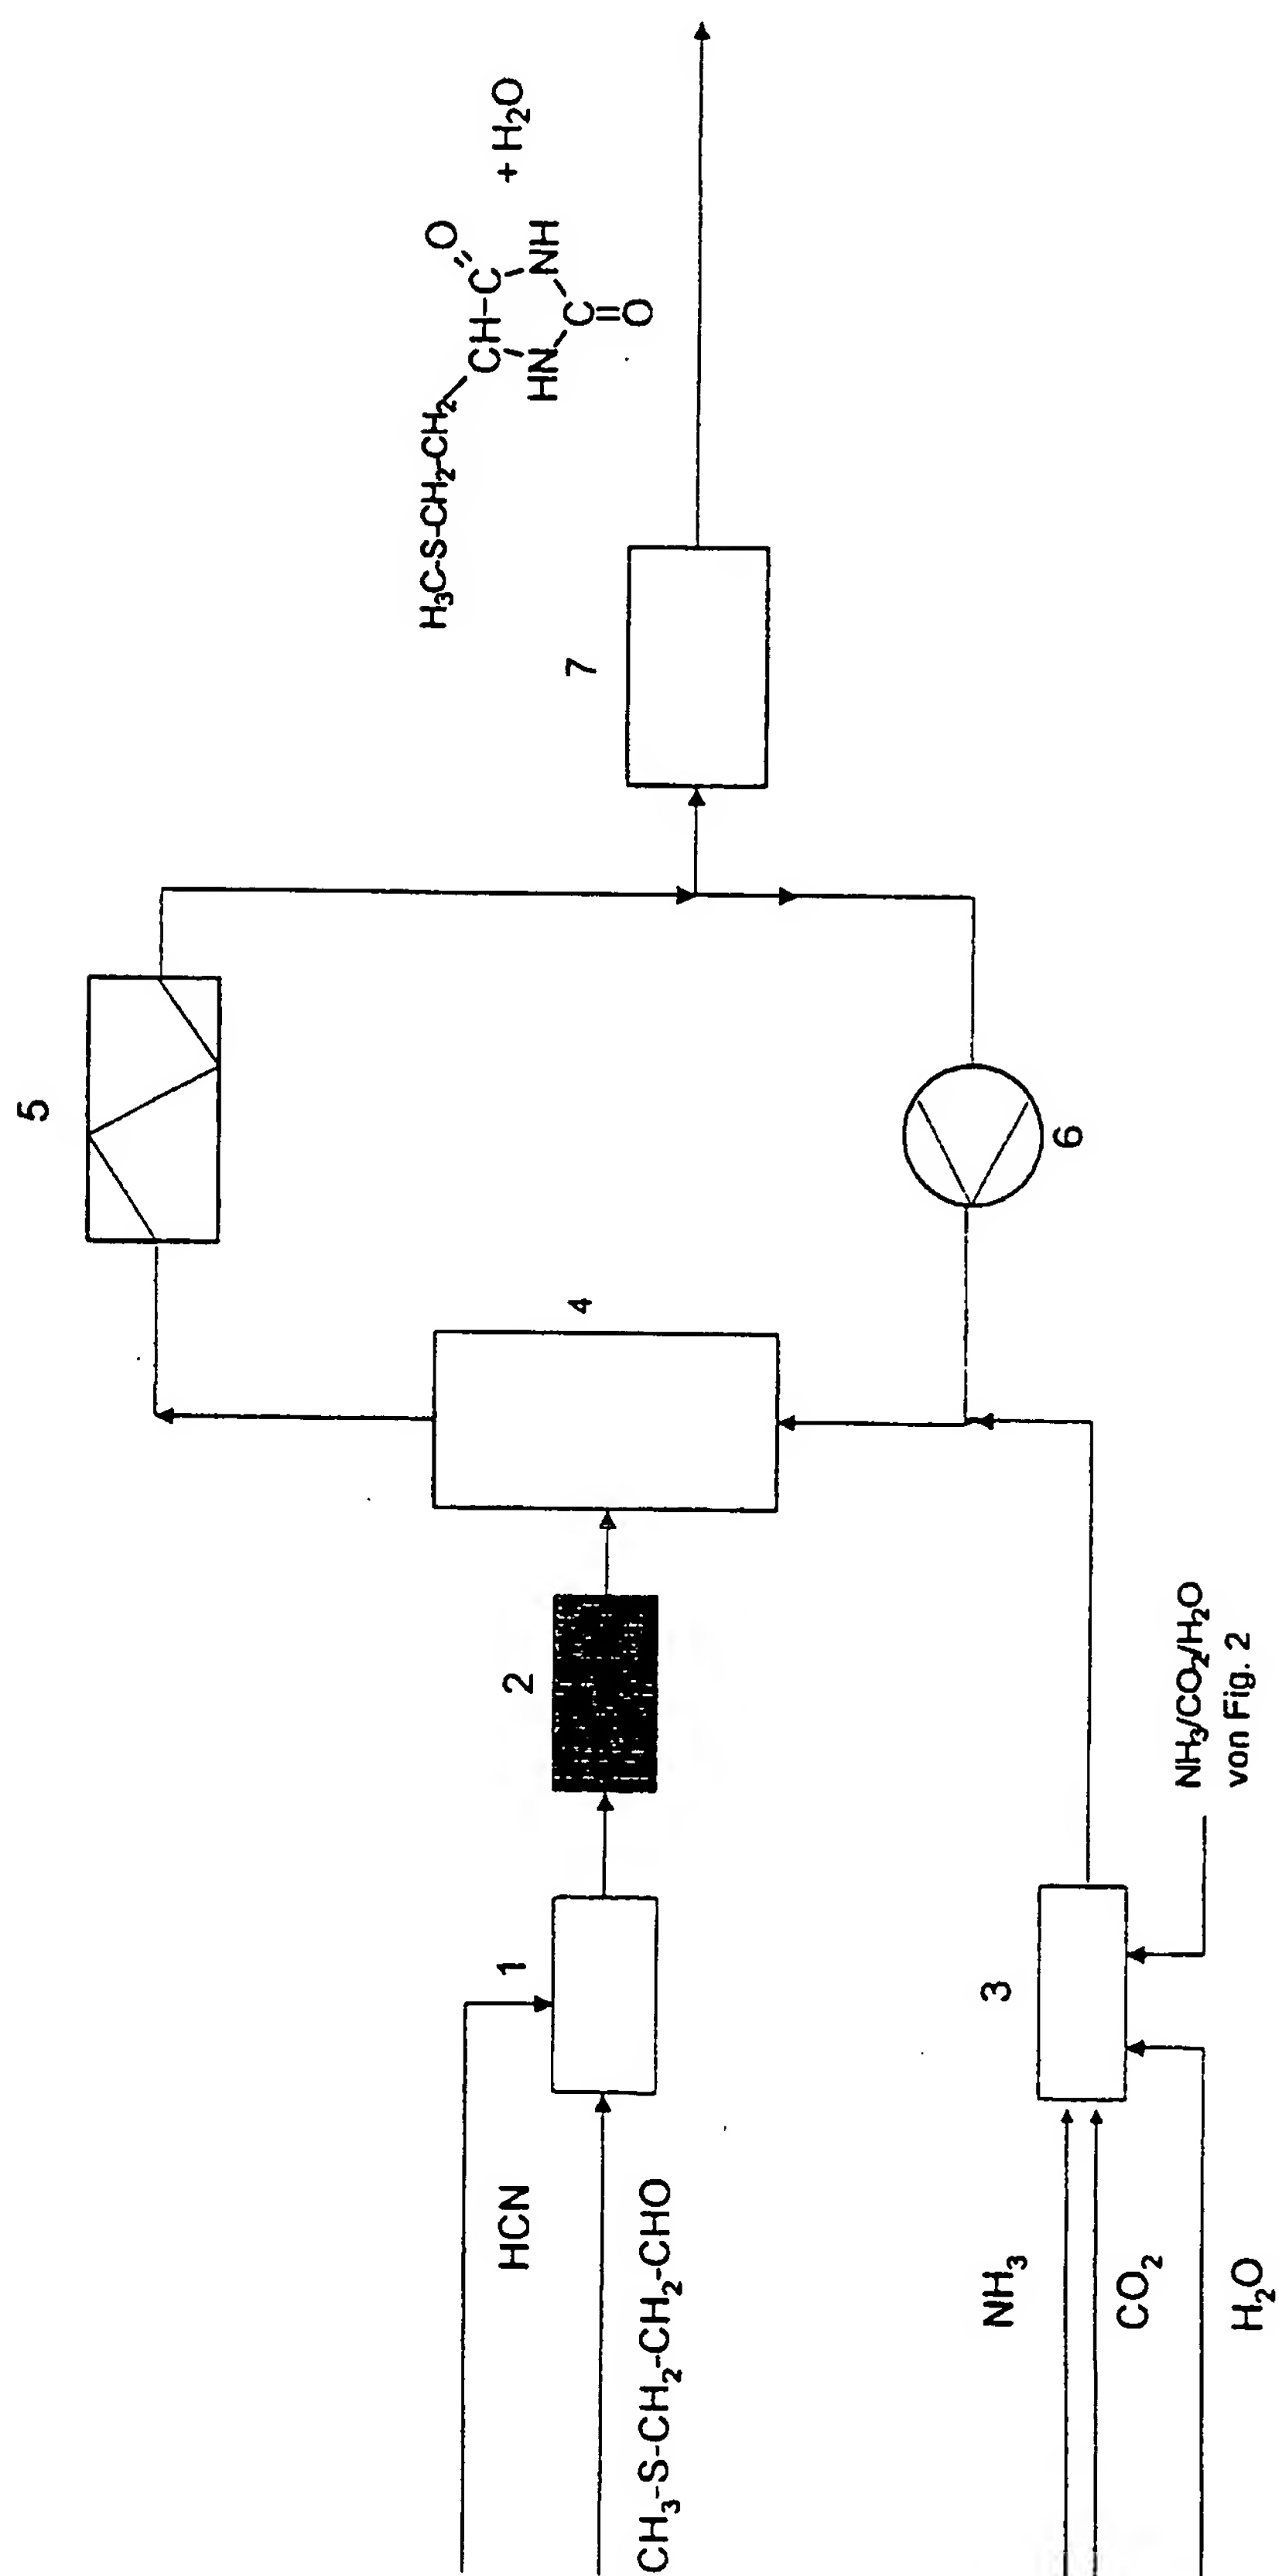 HCN
CH₃-S-CH₂-CH₂-CHO
1
2
NH₃
CO₂
H₂O
3
NH₃/CO₂/H₂O
von Fig. 2
4
5
6
7
H₃C-S-CH₂-CH₂
CH-C
O
HN
NH
C
O
+ H₂O